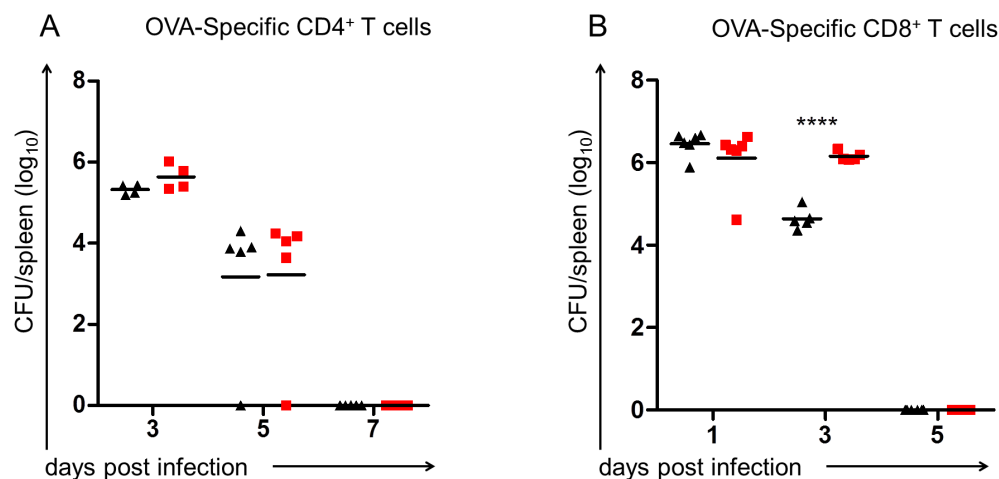 A
OVA-Specific CD4⁺ T cells
CFU/spleen (log₁₀)
8
6
4
2
0
3 5 7
days post infection
B
OVA-Specific CD8⁺ T cells
CFU/spleen (log₁₀)
8
6
4
2
0
****
1 3 5
days post infection